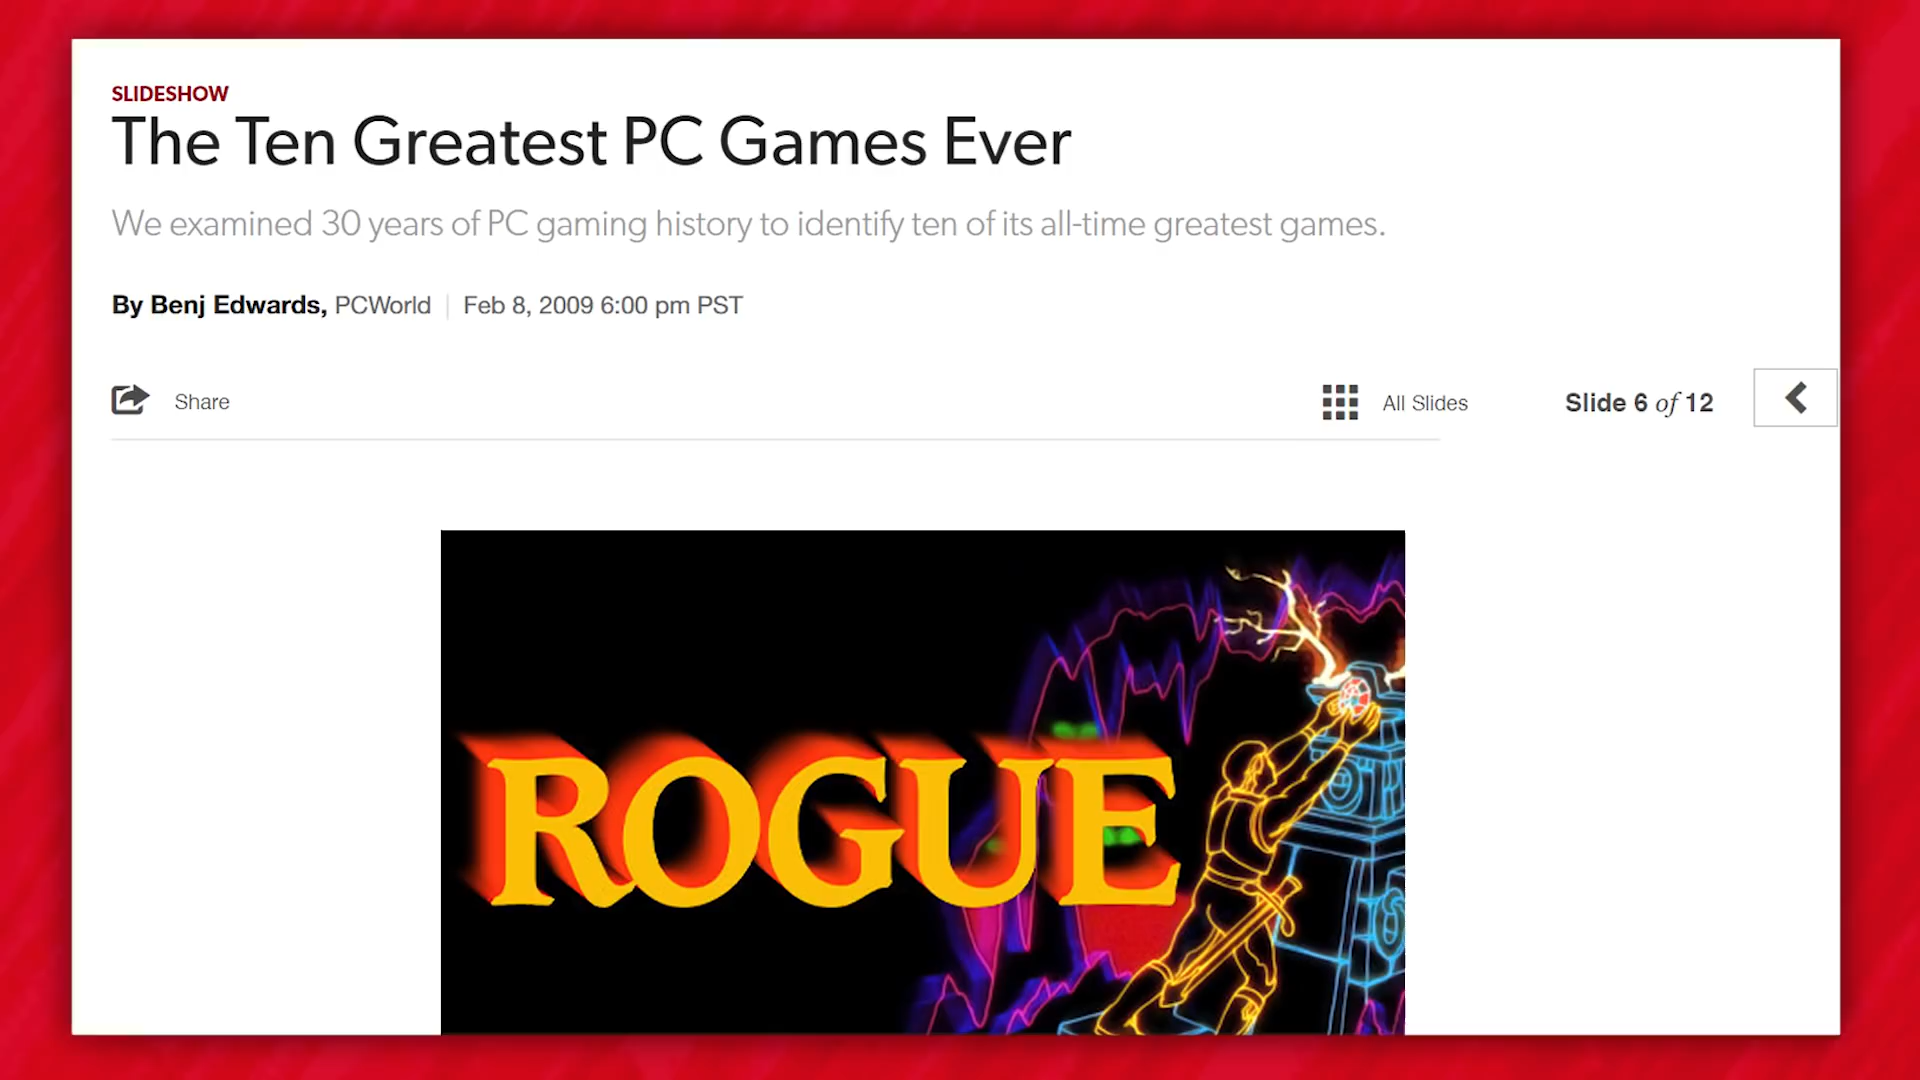 SLIDESHOW
The Ten Greatest PC Games Ever
We examined 30 years of PC gaming history to identify ten of its all-time greatest games.
By Benj Edwards, PCWorld Feb 8, 2009 6:00 pm PST
Share All Slides Slide 6 of 12
ROGUE